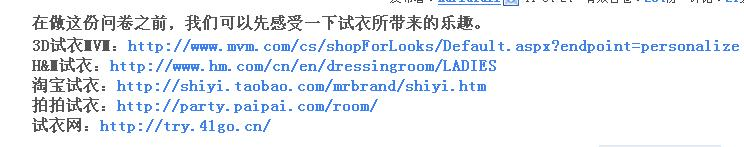 在做这份问卷之前，我们可以先感受一下试衣所带来的乐趣。
3D试衣MVM：http://www.mvm.com/cs/shopForLooks/Default.aspx?endpoint=personalize
H&M试衣：http://www.hm.com/cn/en/dressingroom/LADIES
淘宝试衣：http://shiyi.taobao.com/mrbrand/shiyi.htm
拍拍试衣：http://party.paipai.com/room/
试衣网：http://try.41go.cn/